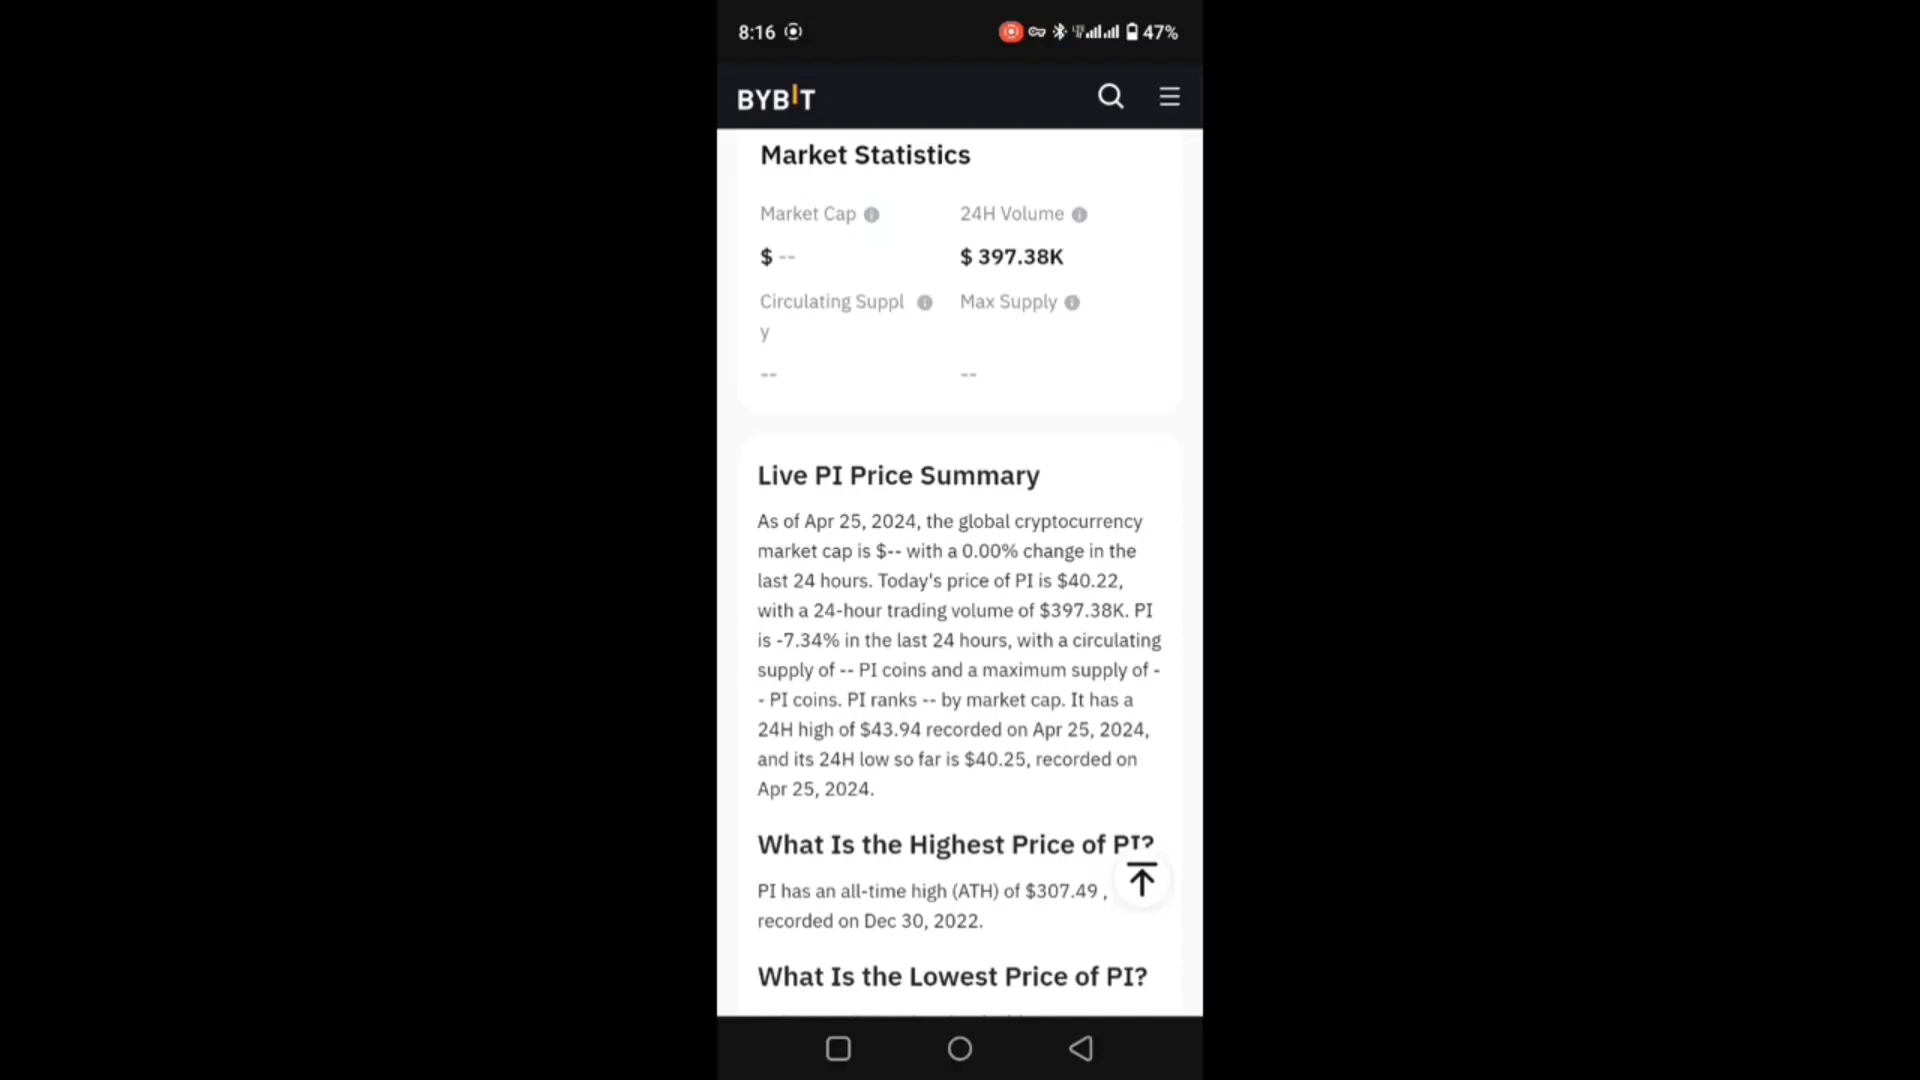 8:16
47%
BYBIT
Market Statistics
Market Cap
24H Volume
$ --
$ 397.38K
Circulating Suppl
y
Max Supply
--
--
Live PI Price Summary
As of Apr 25, 2024, the global cryptocurrency
market cap is $-- with a 0.00% change in the
last 24 hours. Today's price of PI is $40.22,
with a 24-hour trading volume of $397.38K. PI
is -7.34% in the last 24 hours, with a circulating
supply of -- PI coins and a maximum supply of -
- PI coins. PI ranks -- by market cap. It has a
24H high of $43.94 recorded on Apr 25, 2024,
and its 24H low so far is $40.25, recorded on
Apr 25, 2024.
What Is the Highest Price of PI?
PI has an all-time high (ATH) of $307.49 ,
recorded on Dec 30, 2022.
What Is the Lowest Price of PI?